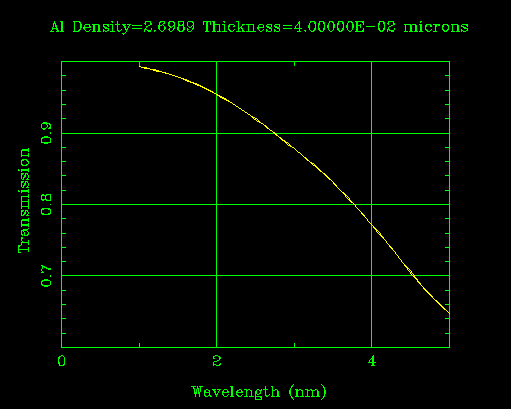 Al Density=2.6989 Thickness=4.00000E-02 microns
0.9
0.8
0.7
Transmission
0 2 4
Wavelength (nm)